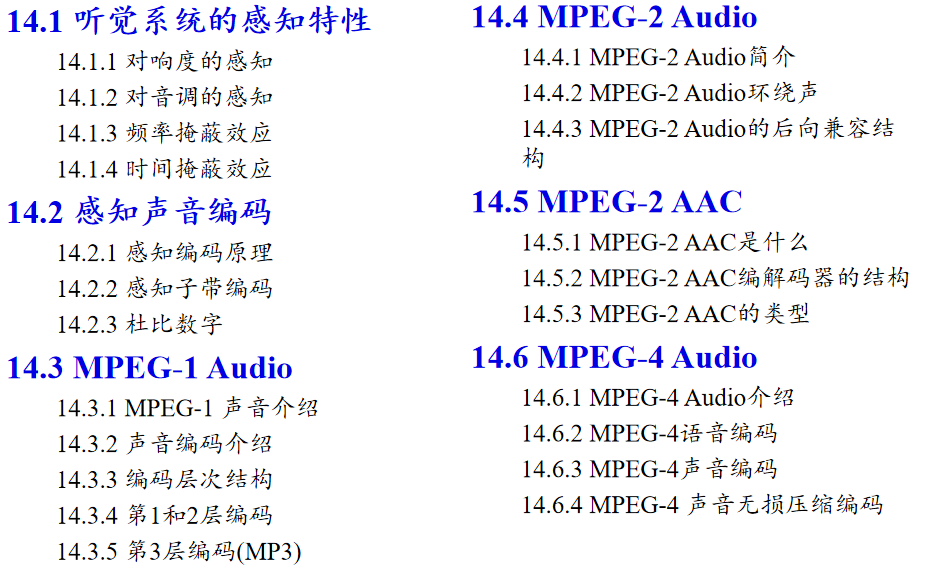 14.1 听觉系统的感知特性
14.1.1 对响度的感知
14.1.2 对音调的感知
14.1.3 频率掩蔽效应
14.1.4 时间掩蔽效应
14.2 感知声音编码
14.2.1 感知编码原理
14.2.2 感知子带编码
14.2.3 杜比数字
14.3 MPEG-1 Audio
14.3.1 MPEG-1 声音介绍
14.3.2 声音编码介绍
14.3.3 编码层次结构
14.3.4 第1和2层编码
14.3.5 第3层编码(MP3)
14.4 MPEG-2 Audio
14.4.1 MPEG-2 Audio简介
14.4.2 MPEG-2 Audio环绕声
14.4.3 MPEG-2 Audio的后向兼容结
构
14.5 MPEG-2 AAC
14.5.1 MPEG-2 AAC是什么
14.5.2 MPEG-2 AAC编解码器的结构
14.5.3 MPEG-2 AAC的类型
14.6 MPEG-4 Audio
14.6.1 MPEG-4 Audio介绍
14.6.2 MPEG-4语音编码
14.6.3 MPEG-4声音编码
14.6.4 MPEG-4 声音无损压缩编码